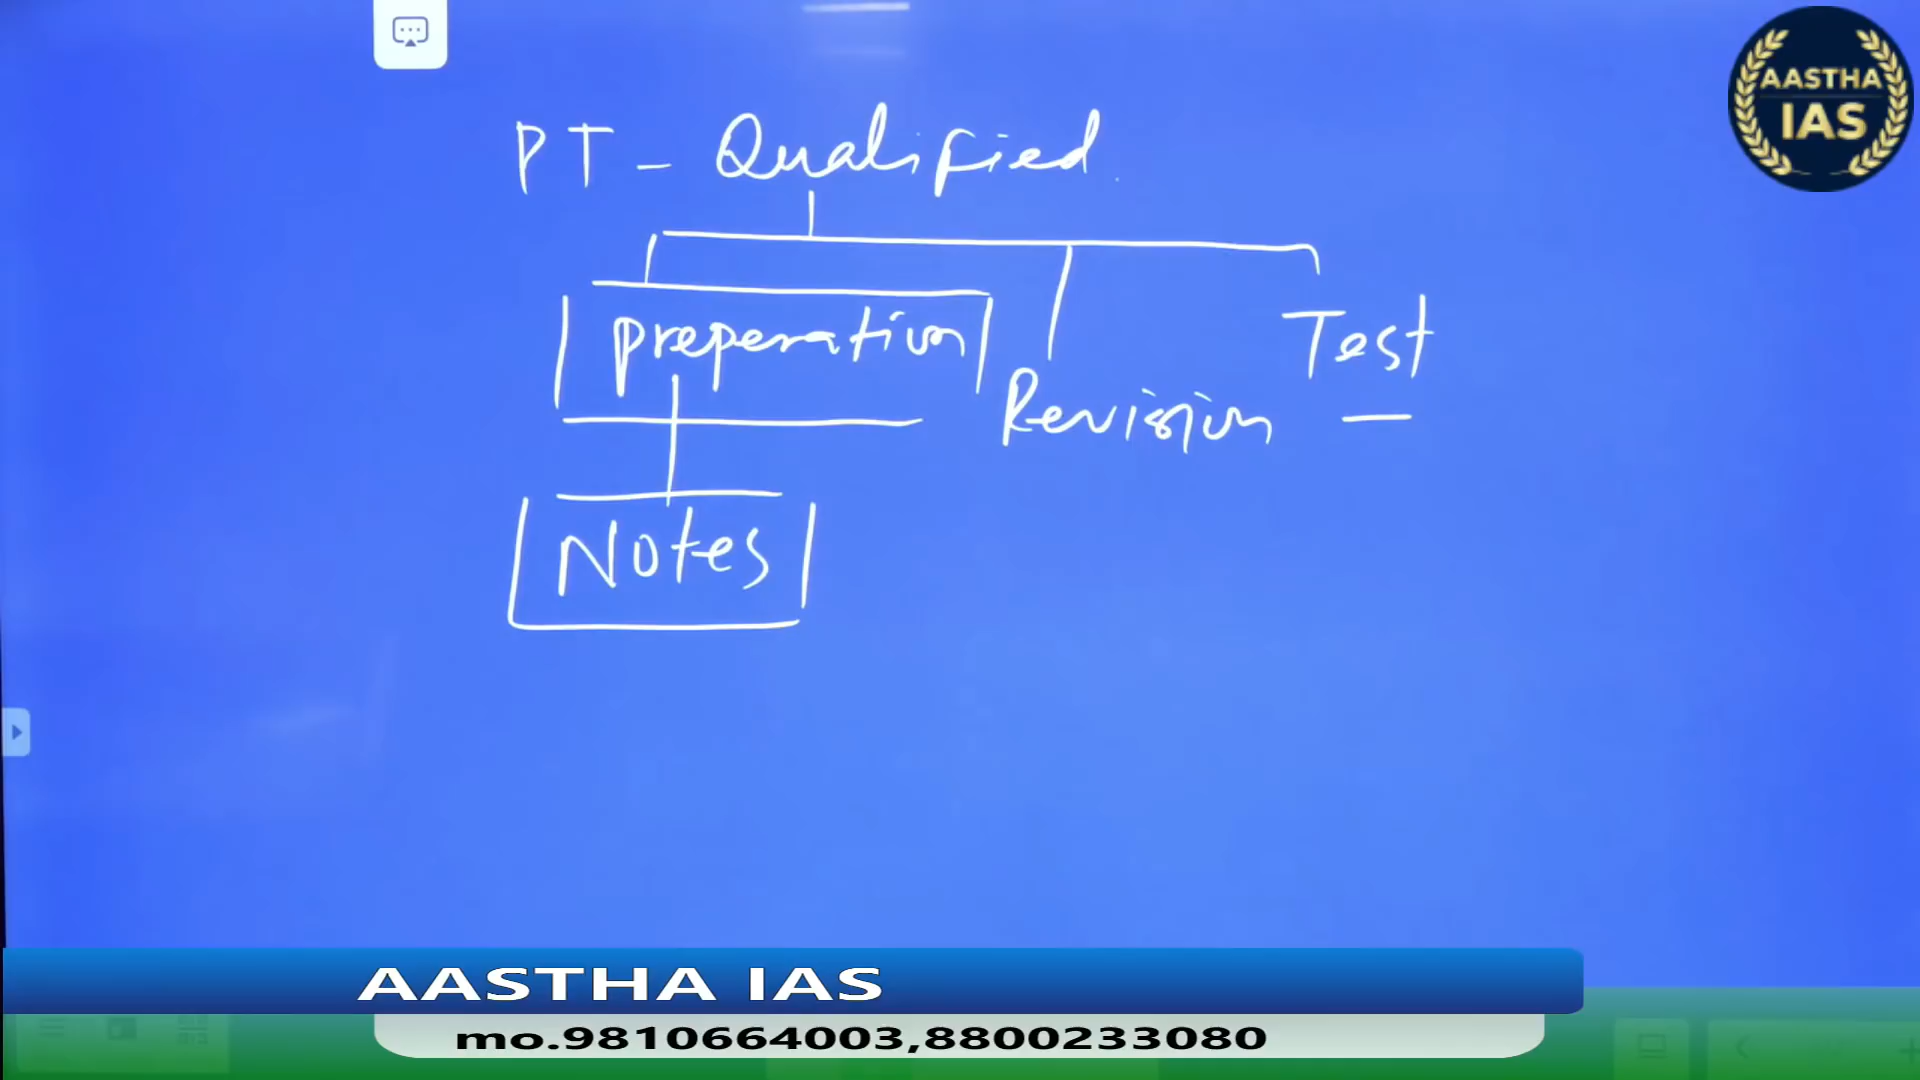 AASTHA
IAS
PT - Qualified
preperation
Test
Revision
Notes
AASTHA IAS
mo.9810664003,8800233080